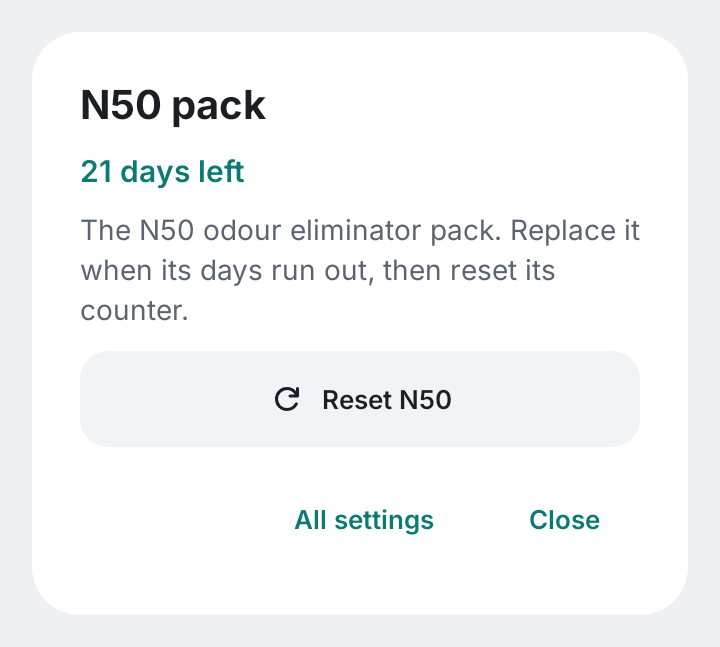 N50 pack
21 days left
The N50 odour eliminator pack. Replace it
when its days run out, then reset its
counter.
Reset N50
All settings
Close